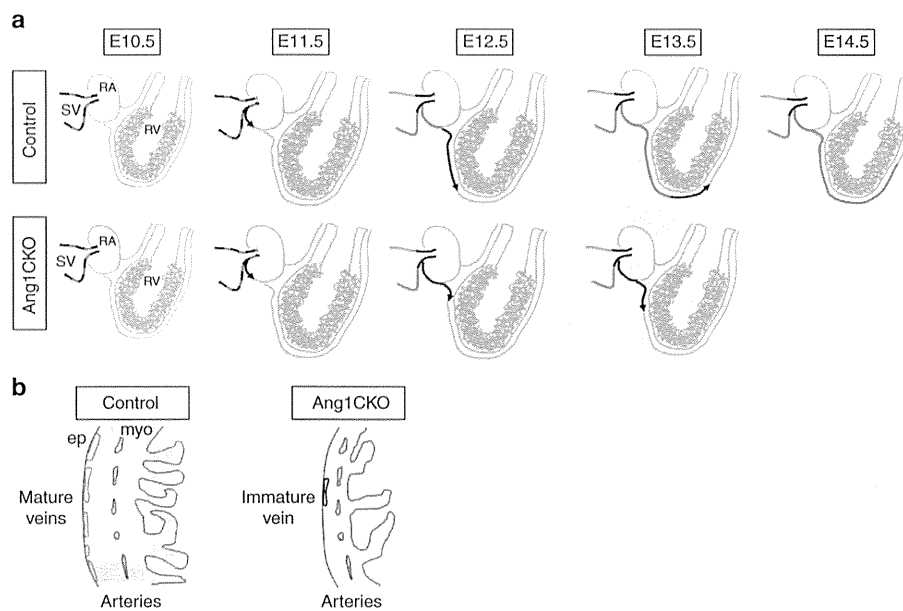 a
E10.5 E11.5 E12.5 E13.5 E14.5
Control
RA
SV
RV
Ang1CKO
RA
SV
RV
b
Control Ang1CKO
ep myo
Mature veins
Immature vein
Arteries Arteries